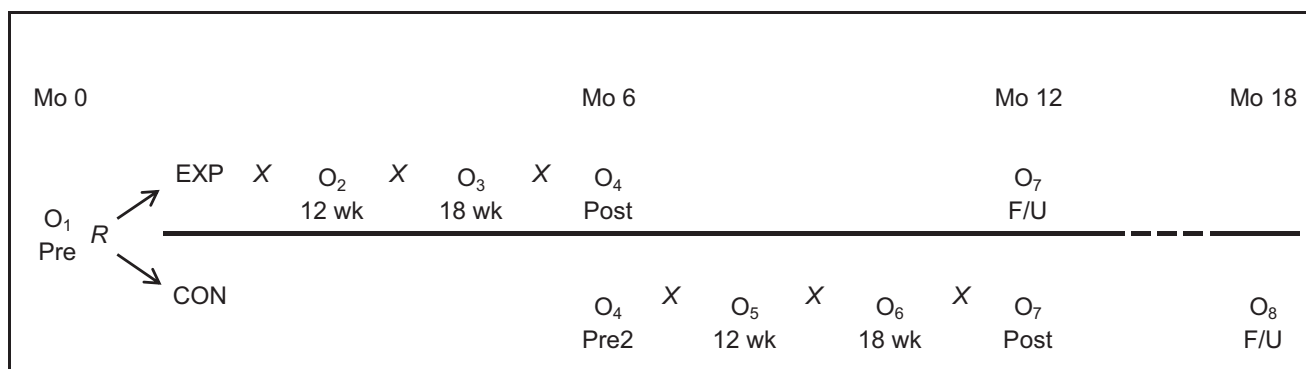 Mo 0 Mo 6 Mo 12 Mo 18
EXP X O₂ X O₃ X O₄ O₇
12 wk 18 wk Post F/U
O₁ R
Pre
CON
O₄ X O₅ X O₆ X O₇ O₈
Pre2 12 wk 18 wk Post F/U